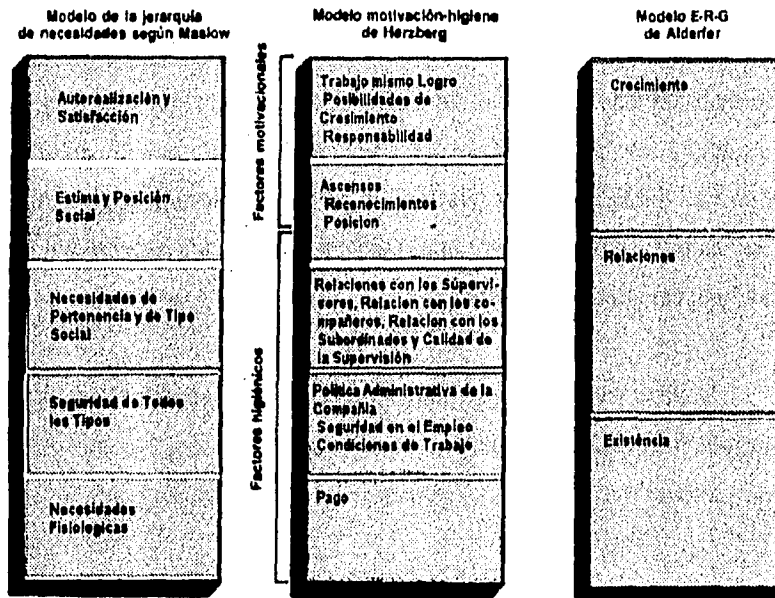 Modelo de la jerarquía
de necesidades según Maslow
Autorealización y
Satisfacción
Estima y Posición
Social
Necesidades de
Pertenencia y de Tipo
Social
Seguridad de Todos
los Tipos
Necesidades
Fisiologicas
Modelo motivación-higiene
de Herzberg
Factores motivacionales
Factores higiénicos
Trabajo mismo Logro
Posibilidades de
Crecimiento
Responsabilidad
Ascensos
Reconocimientos
Posicion
Relaciones con los Súpervi-
sores, Relacion con los co-
mpañeros, Relacion con los
Subordinados y Calidad de
la Supervisión
Política Administrativa de la
Compañía
Seguridad en el Empleo
Condiciones de Trabajo
Pago
Modelo E-R-G
de Alderfer
Crecimiento
Relaciones
Existência